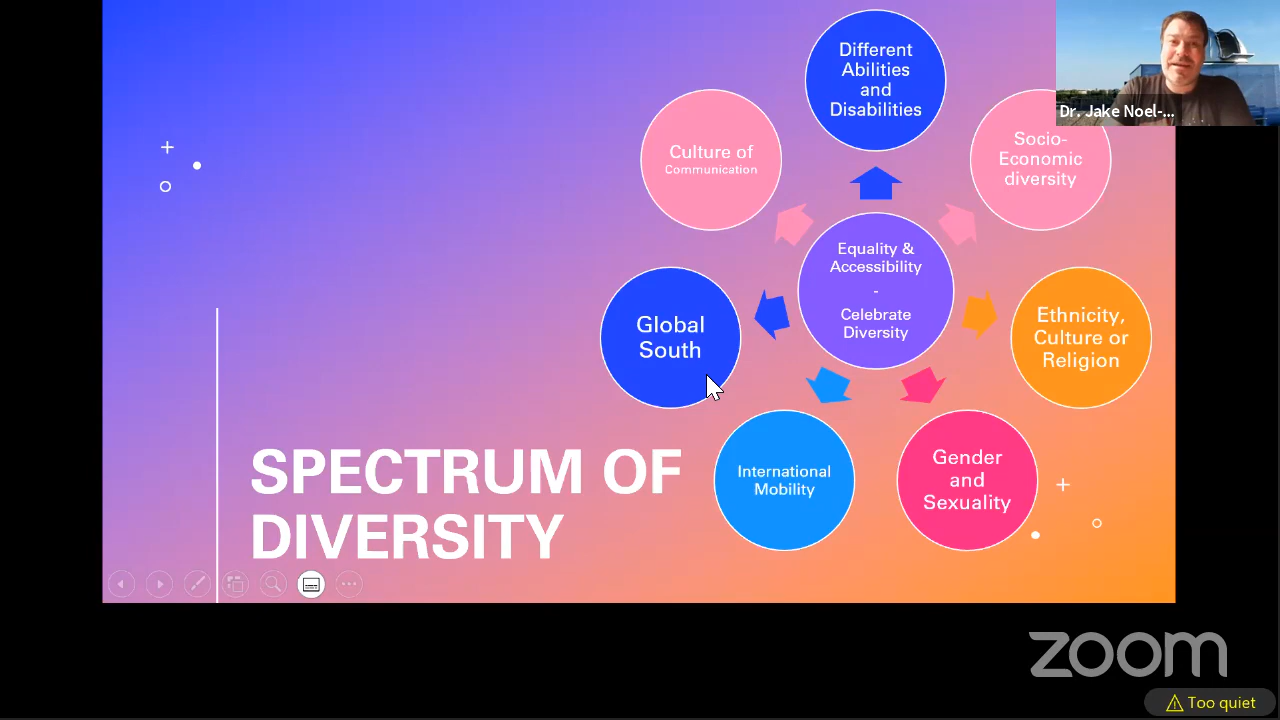 Different
Abilities
and
Disabilities
Dr. Jake Noel-...
Culture of
Communication
Socio-
Economic
diversity
Equality &
Accessibility
-
Celebrate
Diversity
Global
South
Ethnicity,
Culture or
Religion
International
Mobility
Gender
and
Sexuality
SPECTRUM OF
DIVERSITY
zoom
Too quiet